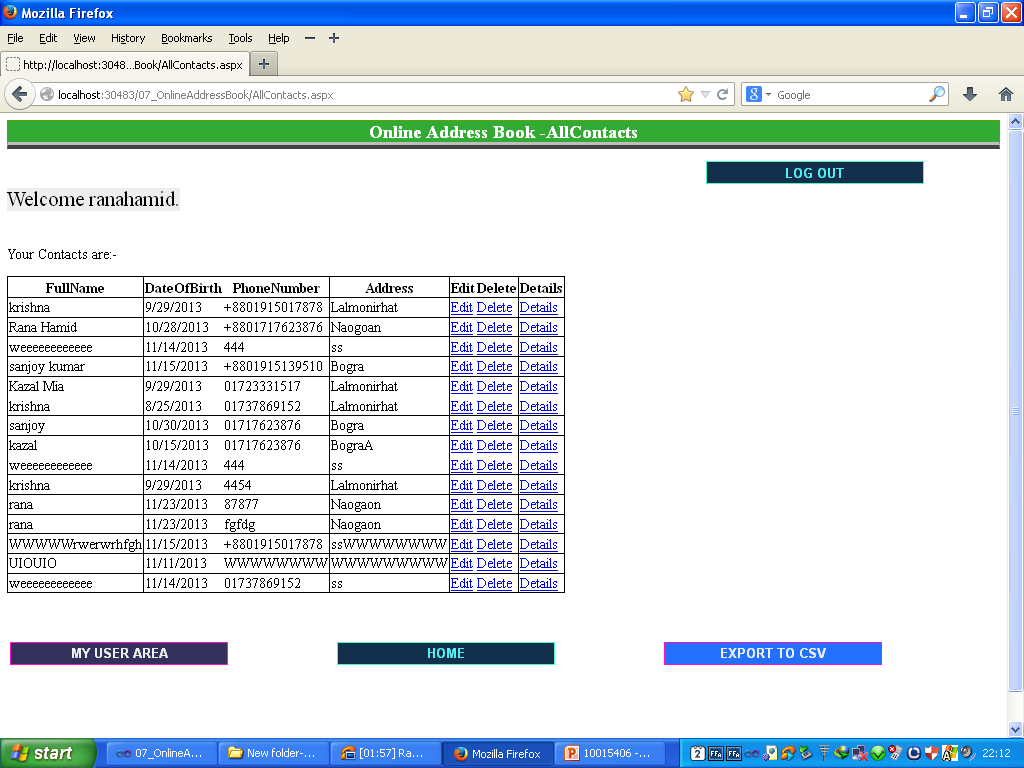 Mozilla Firefox
File Edit View History Bookmarks Tools Help
http://localhost:3048...Book/AllContacts.aspx
localhost:30483/07_OnlineAddressBook/AllContacts.aspx
Google
Online Address Book -AllContacts
LOG OUT
Welcome ranahamid.
Your Contacts are:-
FullName DateOfBirth PhoneNumber Address Edit Delete Details
krishna 9/29/2013 +8801915017878 Lalmonirhat Edit Delete Details
Rana Hamid 10/28/2013 +8801717623876 Naogoan Edit Delete Details
weeeeeeeeeeee 11/14/2013 444 ss Edit Delete Details
sanjoy kumar 11/15/2013 +8801915139510 Bogra Edit Delete Details
Kazal Mia 9/29/2013 01723331517 Lalmonirhat Edit Delete Details
krishna 8/25/2013 01737869152 Lalmonirhat Edit Delete Details
sanjoy 10/30/2013 01717623876 Bogra Edit Delete Details
kazal 10/15/2013 01717623876 BograA Edit Delete Details
weeeeeeeeeeee 11/14/2013 444 ss Edit Delete Details
krishna 9/29/2013 4454 Lalmonirhat Edit Delete Details
rana 11/23/2013 87877 Naogaon Edit Delete Details
rana 11/23/2013 fgfdg Naogaon Edit Delete Details
WWWWWrwerwrhfgh 11/15/2013 +8801915017878 ssWWWWWWWW Edit Delete Details
UIOUIO 11/11/2013 WWWWWWWW WWWWWWWWW Edit Delete Details
weeeeeeeeeeee 11/14/2013 01737869152 ss Edit Delete Details
MY USER AREA HOME EXPORT TO CSV
start 07_OnlineA... New folder-... [01:57] Ra... Mozilla Firefox 10015406 -... 2 22:12